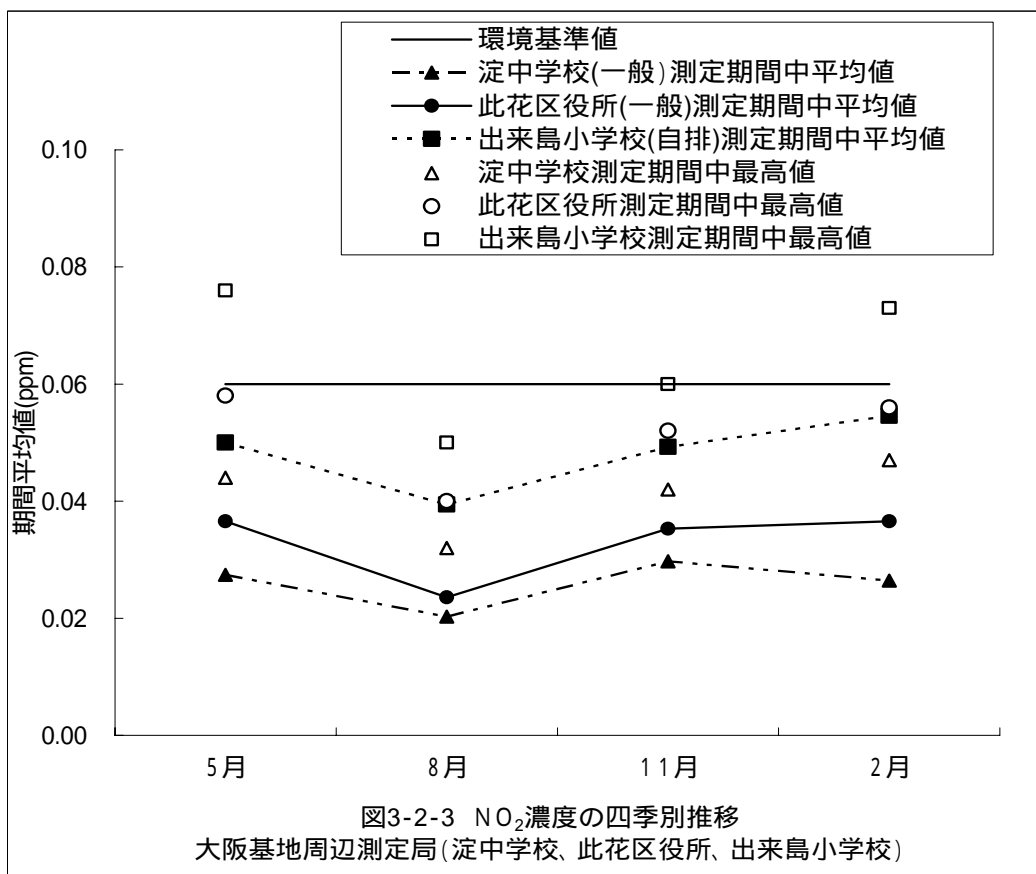 環境基準値
淀中学校(一般)測定期間中平均値
此花区役所(一般)測定期間中平均値
出来島小学校(自排)測定期間中平均値
淀中学校測定期間中最高値
此花区役所測定期間中最高値
出来島小学校測定期間中最高値
期間平均値(ppm)
0.10
0.08
0.06
0.04
0.02
0.00
5月 8月 11月 2月
図3-2-3 NO₂濃度の四季別推移
大阪基地周辺測定局(淀中学校、此花区役所、出来島小学校)